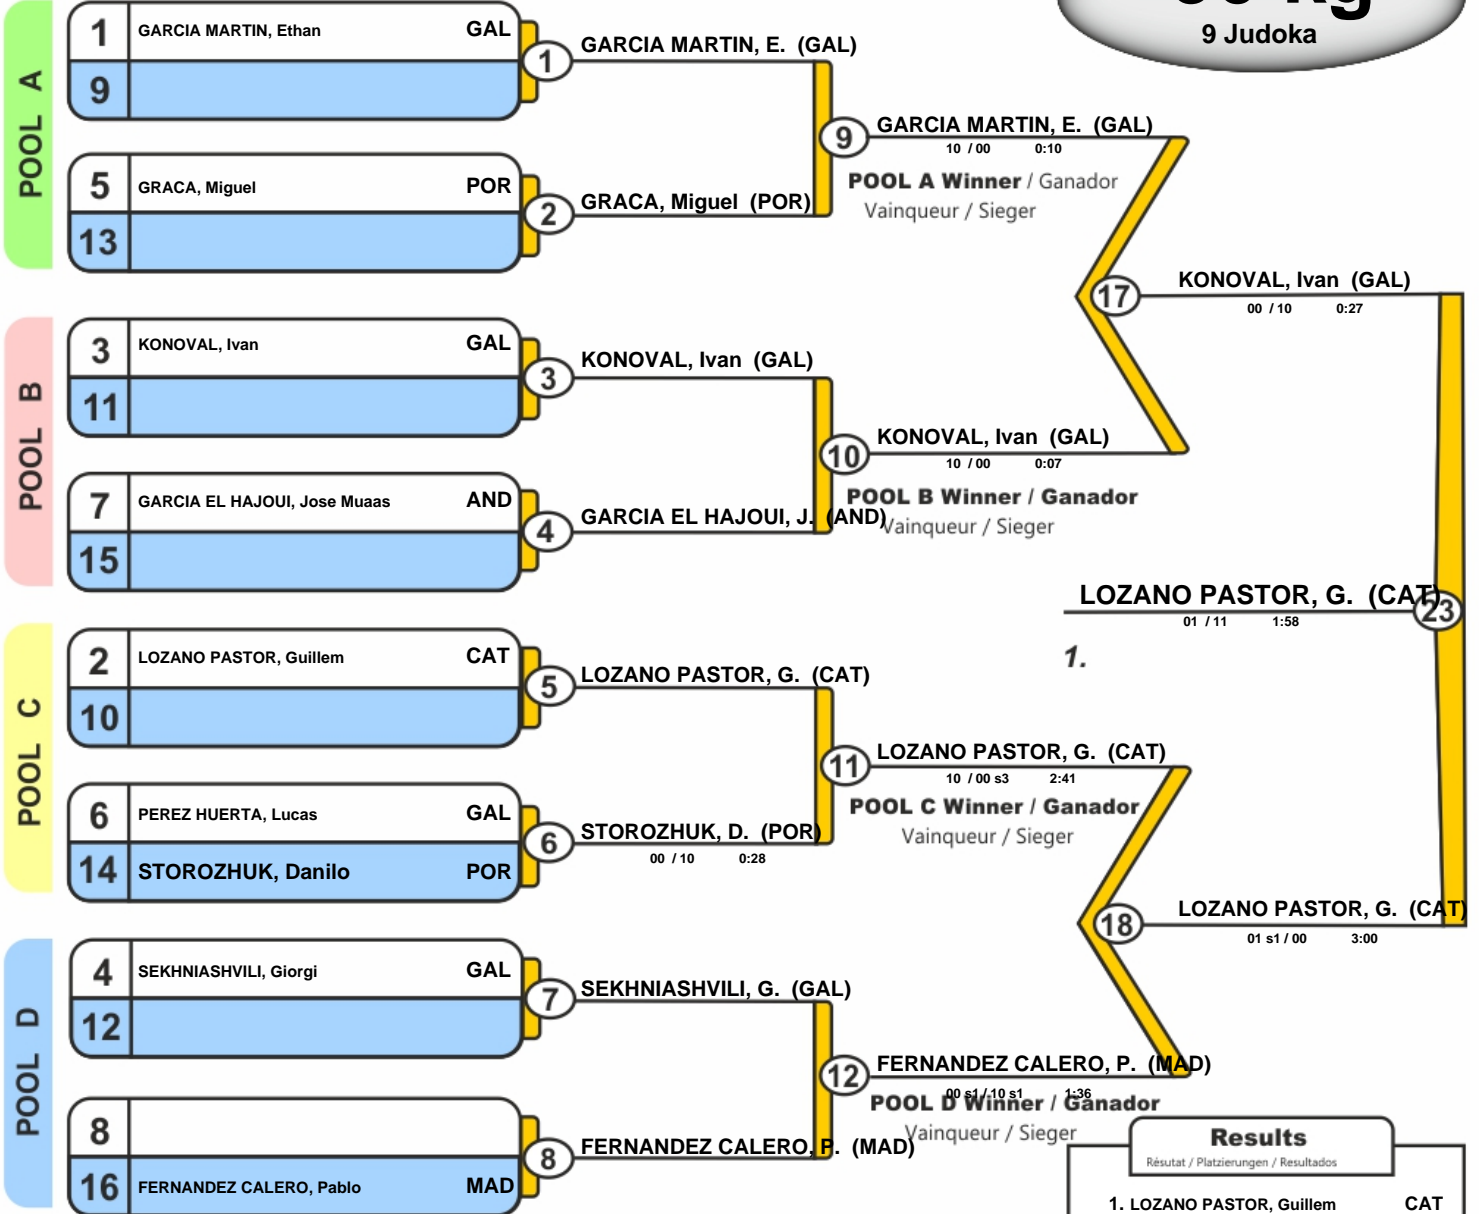 9 Judoka
POOL A
1 GARCIA MARTIN, Ethan GAL
9
1
GARCIA MARTIN, E. (GAL)
5 GRACA, Miguel POR
13
2
GRACA, Miguel (POR)
9
GARCIA MARTIN, E. (GAL)
10 / 00 0:10
POOL A Winner / Ganador
Vainqueur / Sieger
POOL B
3 KONOVAL, Ivan GAL
11
3
KONOVAL, Ivan (GAL)
7 GARCIA EL HAJOUI, Jose Muaas AND
15
4
GARCIA EL HAJOUI, J. (AND)
10
KONOVAL, Ivan (GAL)
10 / 00 0:07
POOL B Winner / Ganador
Vainqueur / Sieger
17
KONOVAL, Ivan (GAL)
00 / 10 0:27
POOL C
2 LOZANO PASTOR, Guillem CAT
10
5
LOZANO PASTOR, G. (CAT)
6 PEREZ HUERTA, Lucas GAL
14 STOROZHUK, Danilo POR
6
STOROZHUK, D. (POR)
00 / 10 0:28
11
LOZANO PASTOR, G. (CAT)
10 / 00 s3 2:41
POOL C Winner / Ganador
Vainqueur / Sieger
POOL D
4 SEKHNIASHVILI, Giorgi GAL
12
7
SEKHNIASHVILI, G. (GAL)
8
16 FERNANDEZ CALERO, Pablo MAD
8
FERNANDEZ CALERO, P. (MAD)
12
FERNANDEZ CALERO, P. (MAD)
00 s1 / 10 s1 1:36
POOL D Winner / Ganador
Vainqueur / Sieger
18
LOZANO PASTOR, G. (CAT)
01 s1 / 00 3:00
LOZANO PASTOR, G. (CAT)
23
01 / 11 1:58
1.
Results
Résutat / Platzierungen / Resultados
1. LOZANO PASTOR, Guillem CAT